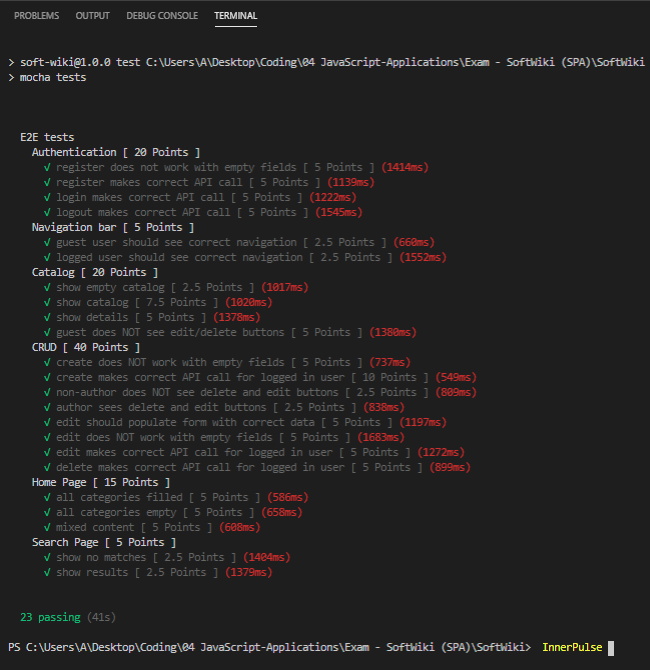 PROBLEMS OUTPUT DEBUG CONSOLE TERMINAL
> soft-wiki@1.0.0 test C:\Users\A\Desktop\Coding\04 JavaScript-Applications\Exam - SoftWiki (SPA)\SoftWiki
> mocha tests
E2E tests
Authentication [ 20 Points ]
√ register does not work with empty fields [ 5 Points ] (1414ms)
√ register makes correct API call [ 5 Points ] (1139ms)
√ login makes correct API call [ 5 Points ] (1222ms)
√ logout makes correct API call [ 5 Points ] (1545ms)
Navigation bar [ 5 Points ]
√ guest user should see correct navigation [ 2.5 Points ] (660ms)
√ logged user should see correct navigation [ 2.5 Points ] (1552ms)
Catalog [ 20 Points ]
√ show empty catalog [ 2.5 Points ] (1017ms)
√ show catalog [ 7.5 Points ] (1020ms)
√ show details [ 5 Points ] (1378ms)
√ guest does NOT see edit/delete buttons [ 5 Points ] (1380ms)
CRUD [ 40 Points ]
√ create does NOT work with empty fields [ 5 Points ] (737ms)
√ create makes correct API call for logged in user [ 10 Points ] (549ms)
√ non-author does NOT see delete and edit buttons [ 2.5 Points ] (809ms)
√ author sees delete and edit buttons [ 2.5 Points ] (838ms)
√ edit should populate form with correct data [ 5 Points ] (1197ms)
√ edit does NOT work with empty fields [ 5 Points ] (1683ms)
√ edit makes correct API call for logged in user [ 5 Points ] (1272ms)
√ delete makes correct API call for logged in user [ 5 Points ] (899ms)
Home Page [ 15 Points ]
√ all categories filled [ 5 Points ] (586ms)
√ all categories empty [ 5 Points ] (658ms)
√ mixed content [ 5 Points ] (608ms)
Search Page [ 5 Points ]
√ show no matches [ 2.5 Points ] (1404ms)
√ show results [ 2.5 Points ] (1379ms)
23 passing (41s)
PS C:\Users\A\Desktop\Coding\04 JavaScript-Applications\Exam - SoftWiki (SPA)\SoftWiki> InnerPulse